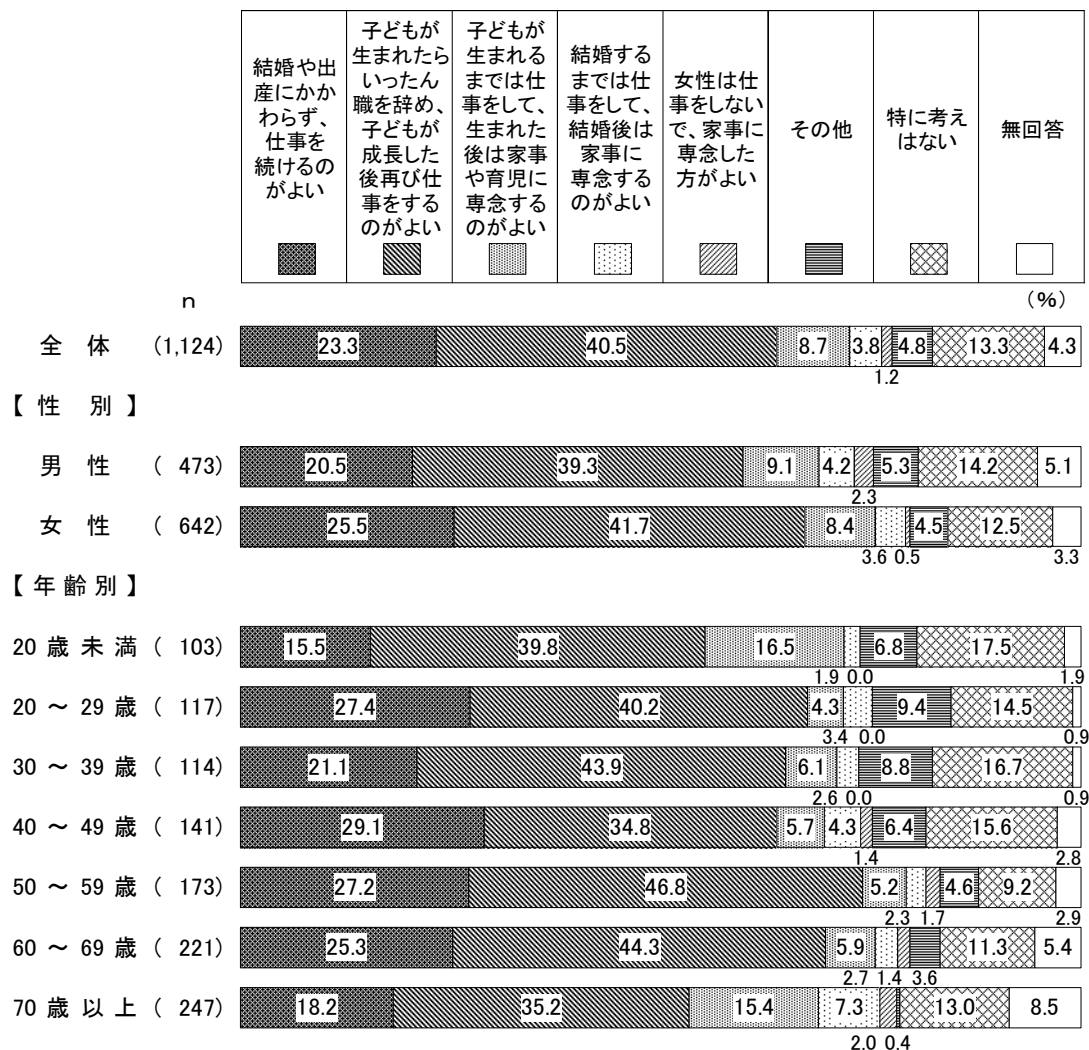 結婚や出
産にかか
わらず、
仕事を
続けるの
がよい
子どもが
生まれたら
いったん
職を辞め、
子どもが
成長した
後再び仕
事をする
のがよい
子どもが
生まれる
までは仕
事をして、
生まれた
後は家事
や育児に
専念する
のがよい
結婚する
までは仕
事をして、
結婚後は
家事に
専念する
のがよい
女性は仕
事をしない
で、家事に
専念した
方がよい
その他
特に考え
はない
無回答
n (%)
全 体 (1,124) 23.3 40.5 8.7 3.8 4.8 13.3 4.3
1.2
【 性 別 】
男 性 ( 473) 20.5 39.3 9.1 4.2 5.3 14.2 5.1
2.3
女 性 ( 642) 25.5 41.7 8.4 4.5 12.5
3.6 0.5 3.3
【 年 齢 別 】
20 歳 未 満 ( 103) 15.5 39.8 16.5 6.8 17.5
1.9 0.0 1.9
20 ～ 29 歳 ( 117) 27.4 40.2 4.3 9.4 14.5
3.4 0.0 0.9
30 ～ 39 歳 ( 114) 21.1 43.9 6.1 8.8 16.7
2.6 0.0 0.9
40 ～ 49 歳 ( 141) 29.1 34.8 5.7 4.3 6.4 15.6
1.4 2.8
50 ～ 59 歳 ( 173) 27.2 46.8 5.2 4.6 9.2
2.3 1.7 2.9
60 ～ 69 歳 ( 221) 25.3 44.3 5.9 11.3 5.4
2.7 1.4 3.6
70 歳 以 上 ( 247) 18.2 35.2 15.4 7.3 13.0 8.5
2.0 0.4